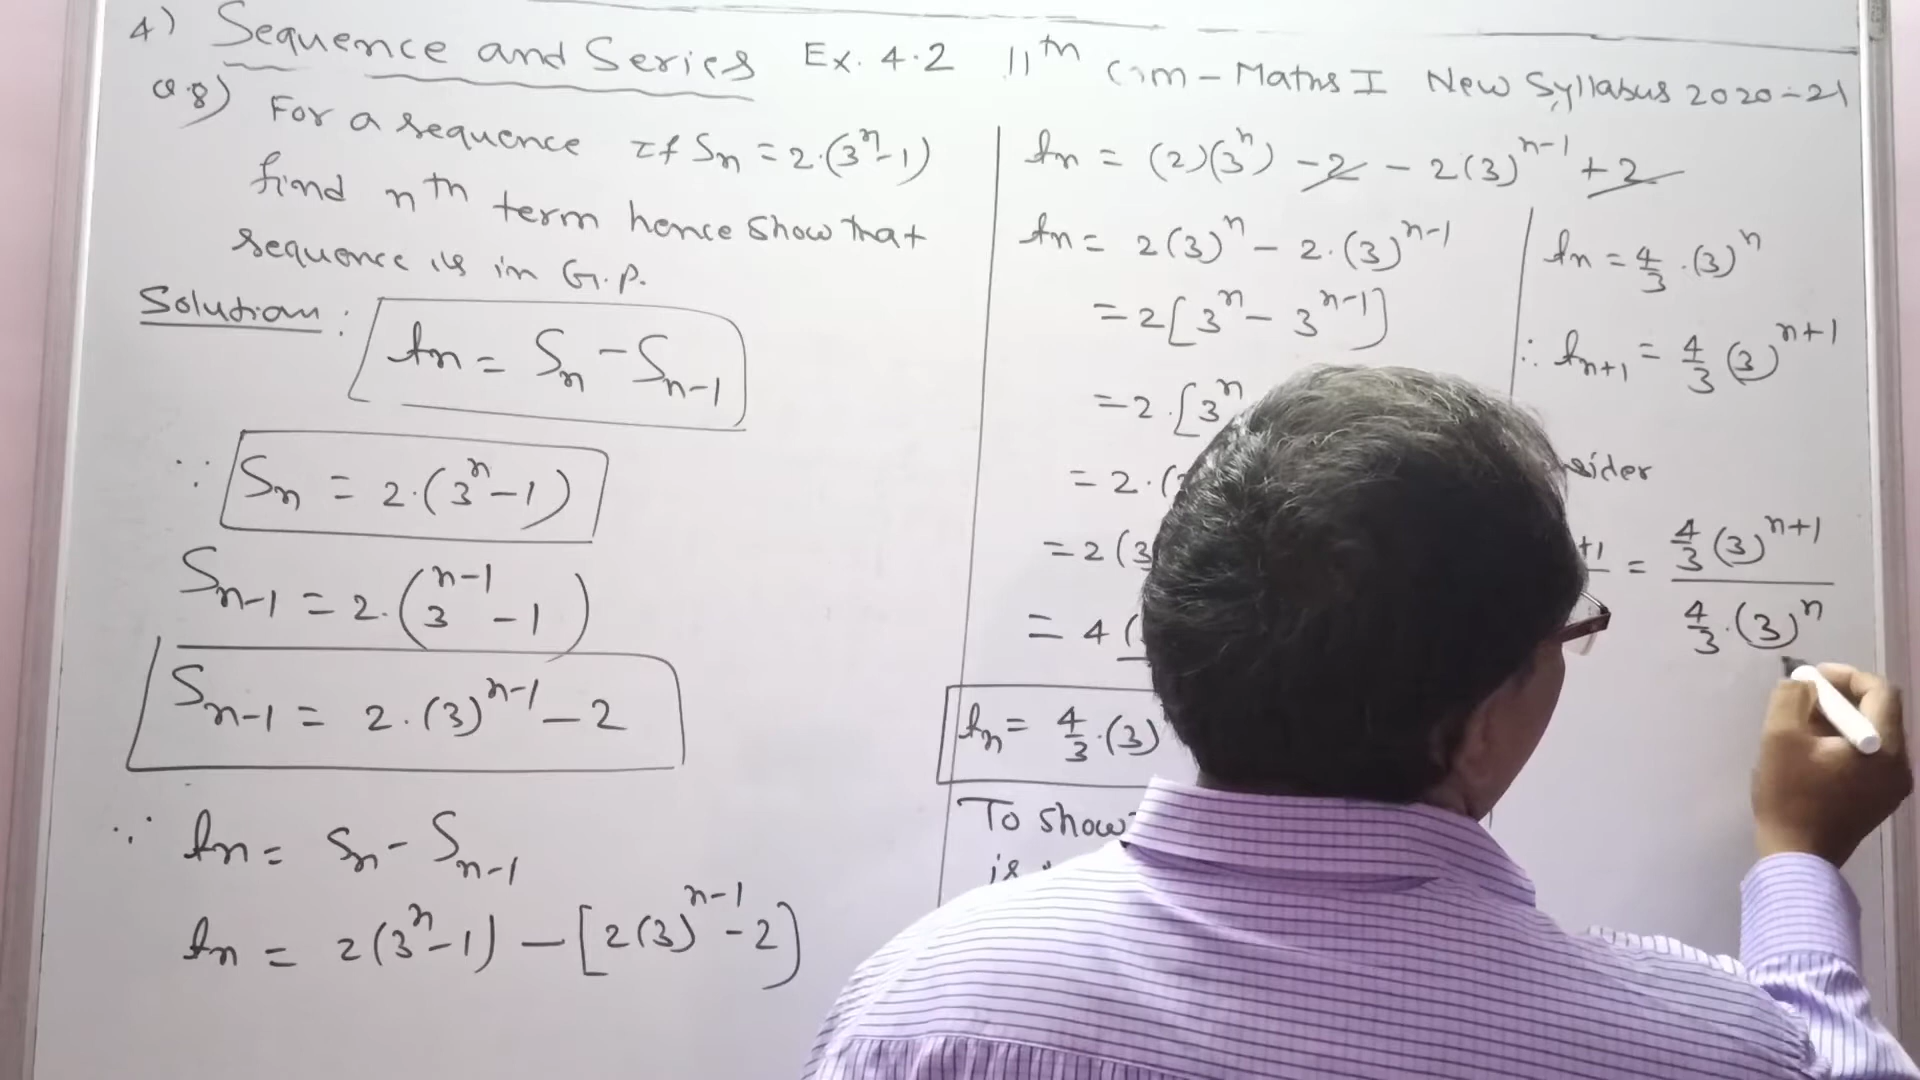 4) Sequence and Series Ex. 4.2 11th Com - Maths I New Syllabus 2020-21
Q.8) For a sequence If Sn = 2.(3^n - 1)
find nth term hence show that
sequence is in G.P.
Solution :
tn = Sn - Sn-1
∵ Sn = 2.(3^n - 1)
Sn-1 = 2.(3^n-1 - 1)
Sn-1 = 2.(3)^n-1 - 2
∵ tn = Sn - Sn-1
tn = 2(3^n - 1) - [2(3)^n-1 - 2]
tn = (2)(3^n) - 2 - 2(3)^n-1 + 2
tn = 2(3)^n - 2.(3)^n-1
= 2[3^n - 3^n-1]
= 2.[3^n
= 2.(
= 2(3
= 4(
tn = 4/3.(3)
To show
is
tn = 4/3.(3)^n
∴ tn+1 = 4/3 (3)^n+1
+1 = 4/3 (3)^n+1 / 4/3.(3)^n